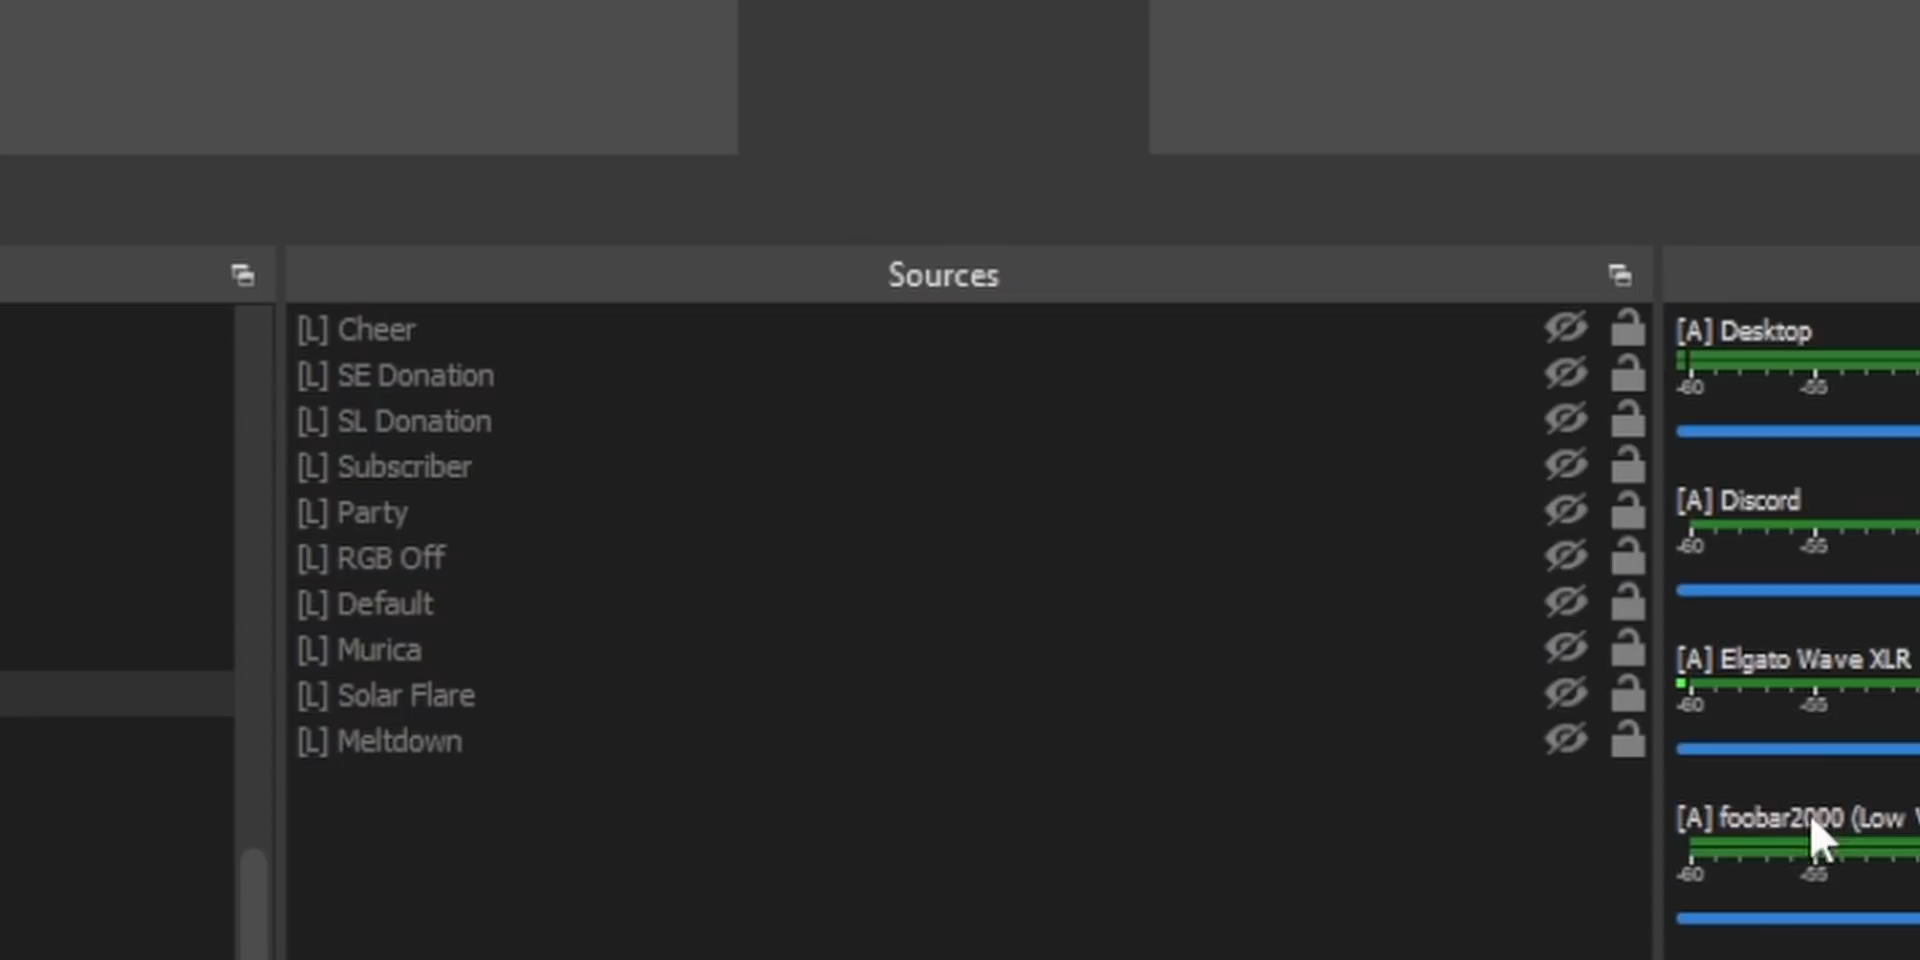 Sources
[L] Cheer
[L] SE Donation
[L] SL Donation
[L] Subscriber
[L] Party
[L] RGB Off
[L] Default
[L] Murica
[L] Solar Flare
[L] Meltdown
[A] Desktop
-60 -55
[A] Discord
-60 -55
[A] Elgato Wave XLR
-60 -55
[A] foobar2000 (Low
-60 -55